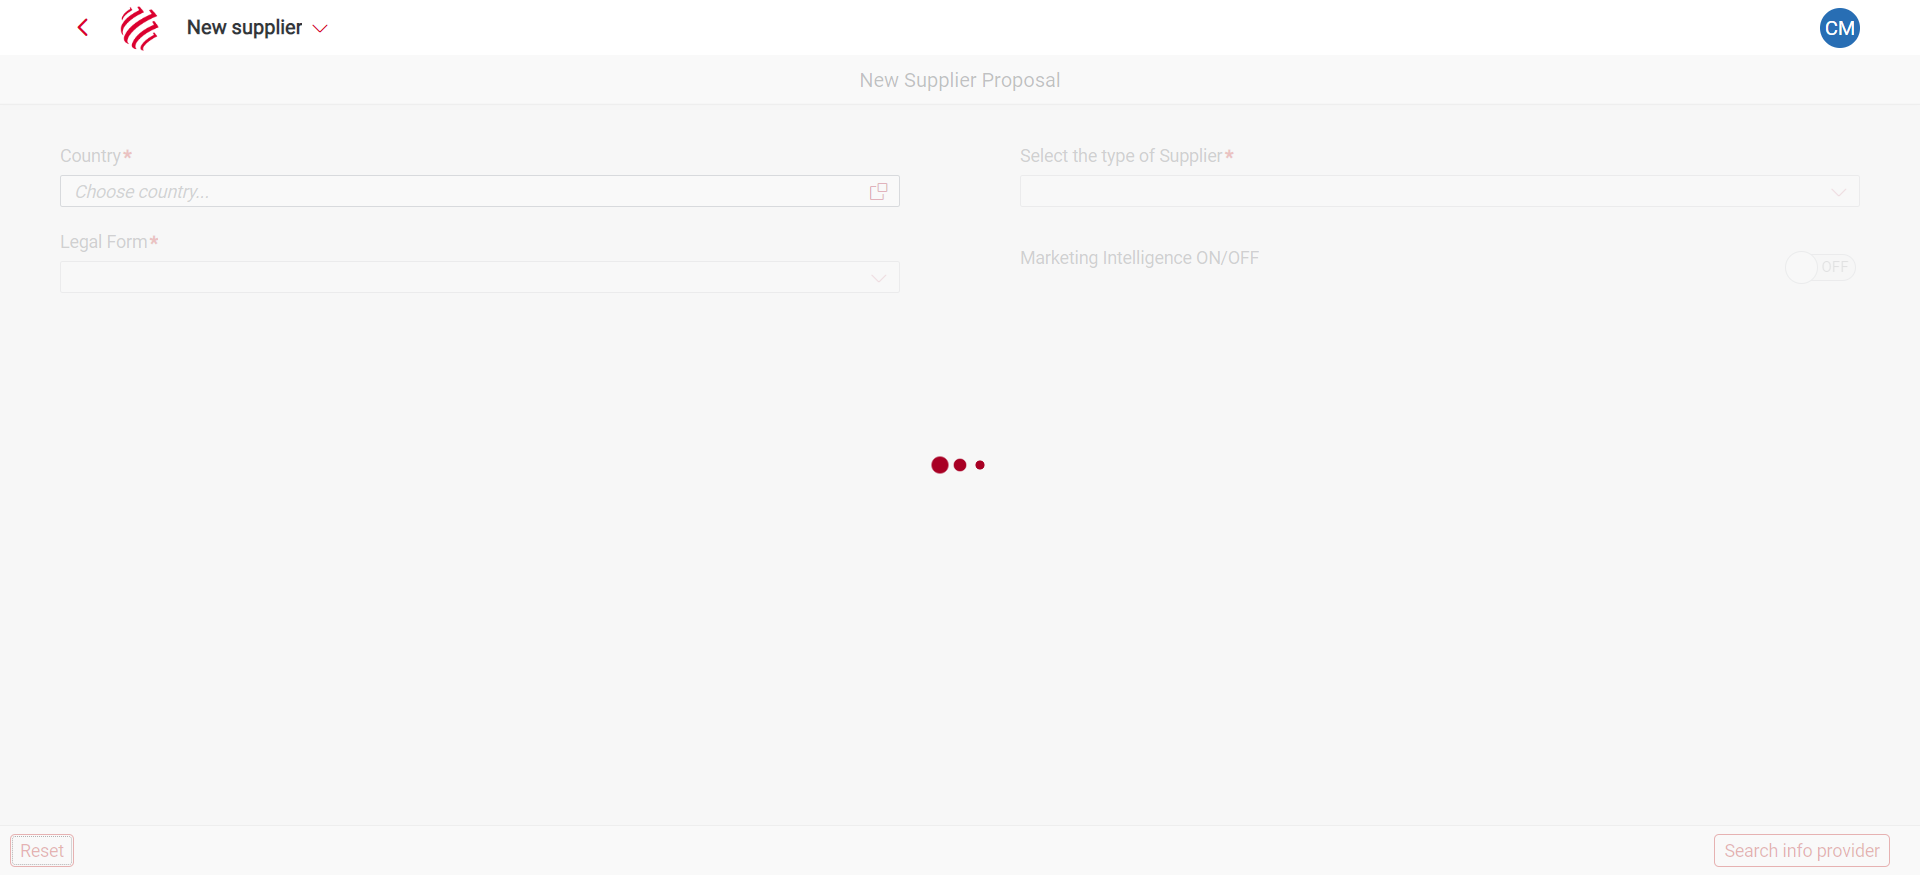 New supplier
CM
New Supplier Proposal
Country*
Choose country...
Select the type of Supplier*
Legal Form*
Marketing Intelligence ON/OFF
OFF
Reset
Search info provider